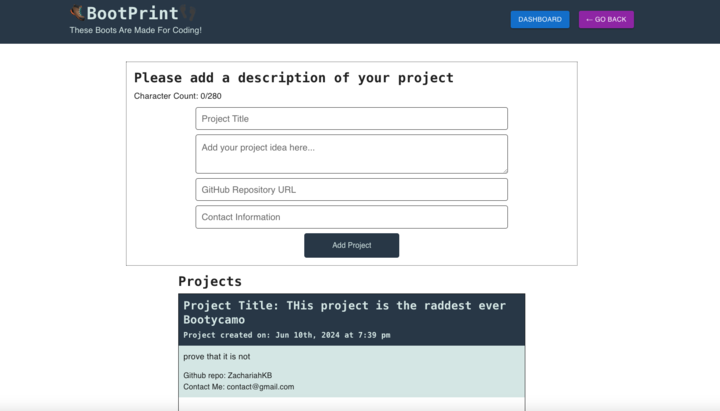 BootPrint
These Boots Are Made For Coding!
DASHBOARD
← GO BACK
Please add a description of your project
Character Count: 0/280
Project Title
Add your project idea here...
GitHub Repository URL
Contact Information
Add Project
Projects
Project Title: THis project is the raddest ever
Bootycamo
Project created on: Jun 10th, 2024 at 7:39 pm
prove that it is not
Github repo: ZachariahKB
Contact Me: contact@gmail.com